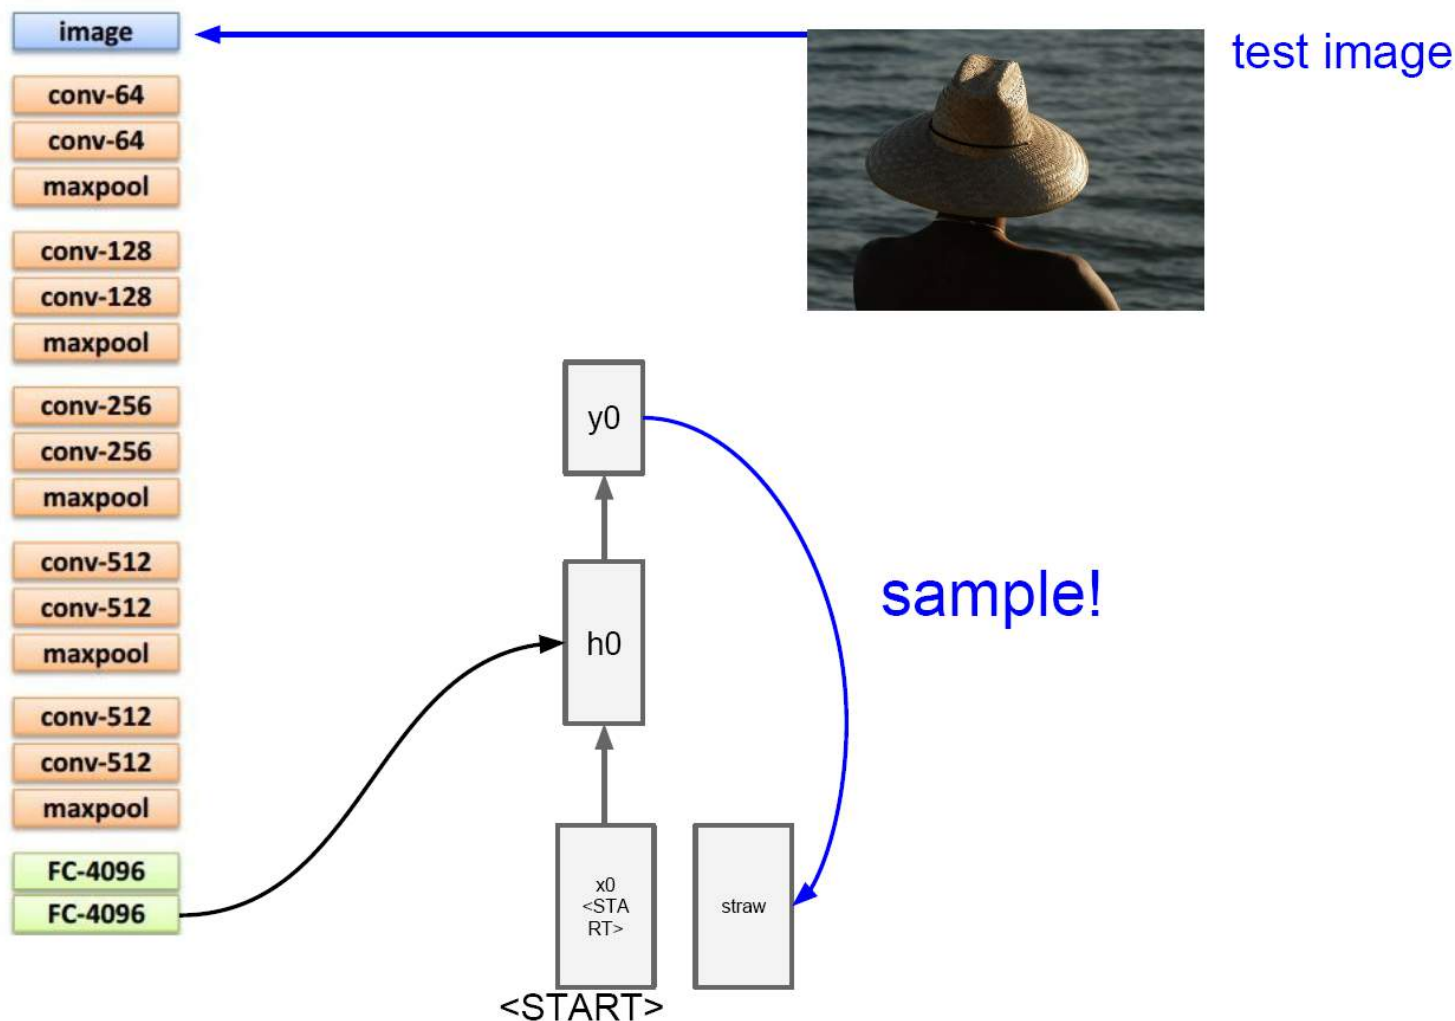 image
conv-64
conv-64
maxpool
conv-128
conv-128
maxpool
conv-256
conv-256
maxpool
conv-512
conv-512
maxpool
conv-512
conv-512
maxpool
FC-4096
FC-4096
test image
y0
sample!
h0
x0
<STA
RT>
straw
<START>